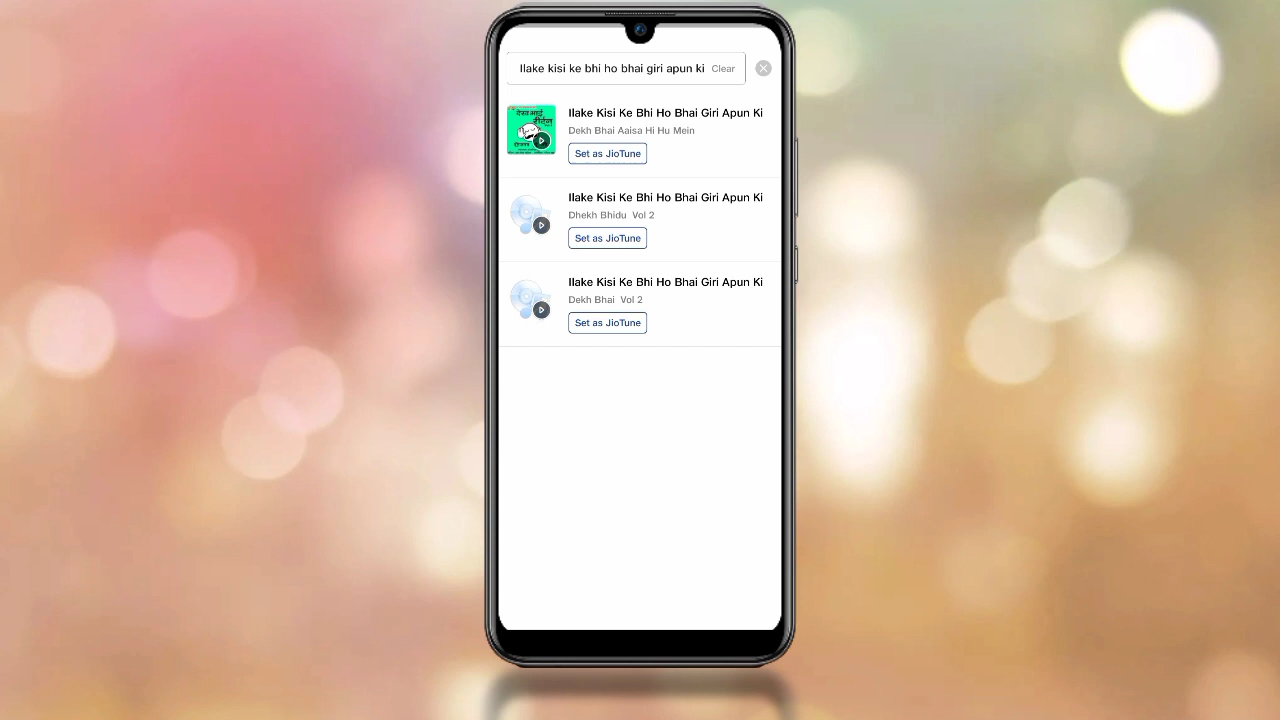 Ilake kisi ke bhi ho bhai giri apun ki Clear
देख भाई
Ilake Kisi Ke Bhi Ho Bhai Giri Apun Ki
Dekh Bhai Aaisa Hi Hu Mein
Set as JioTune
Ilake Kisi Ke Bhi Ho Bhai Giri Apun Ki
Dhekh Bhidu Vol 2
Set as JioTune
Ilake Kisi Ke Bhi Ho Bhai Giri Apun Ki
Dekh Bhai Vol 2
Set as JioTune